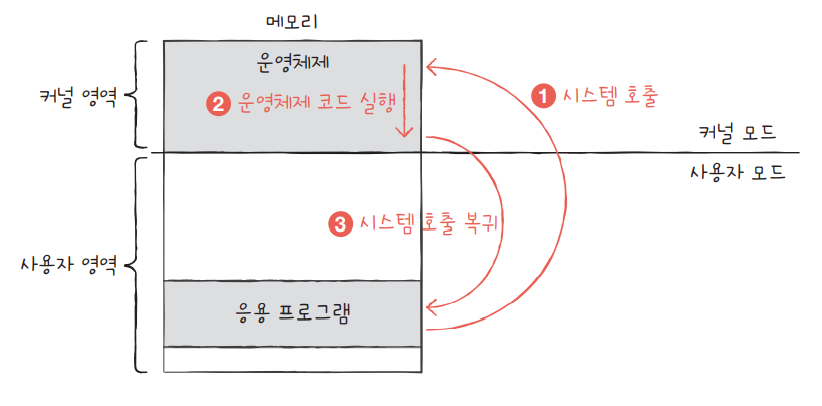 메모리
운영체제
커널 영역
2 운영체제 코드 실행
1 시스템 호출
커널 모드
사용자 모드
3 시스템 호출 복귀
사용자 영역
응용 프로그램